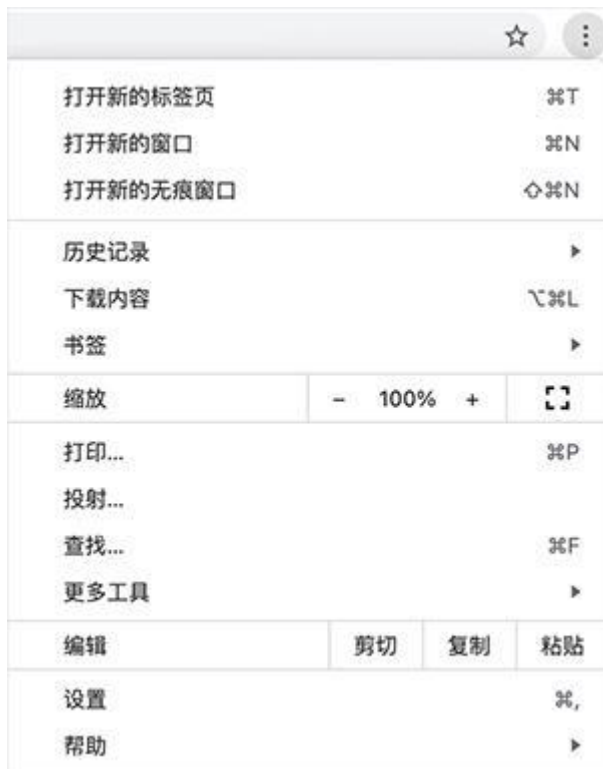 打开新的标签页 ⌘T
打开新的窗口 ⌘N
打开新的无痕窗口 ⇧⌘N
历史记录
下载内容 ⌥⌘L
书签
缩放 - 100% +
打印... ⌘P
投射...
查找... ⌘F
更多工具
编辑 剪切 复制 粘贴
设置 ⌘,
帮助